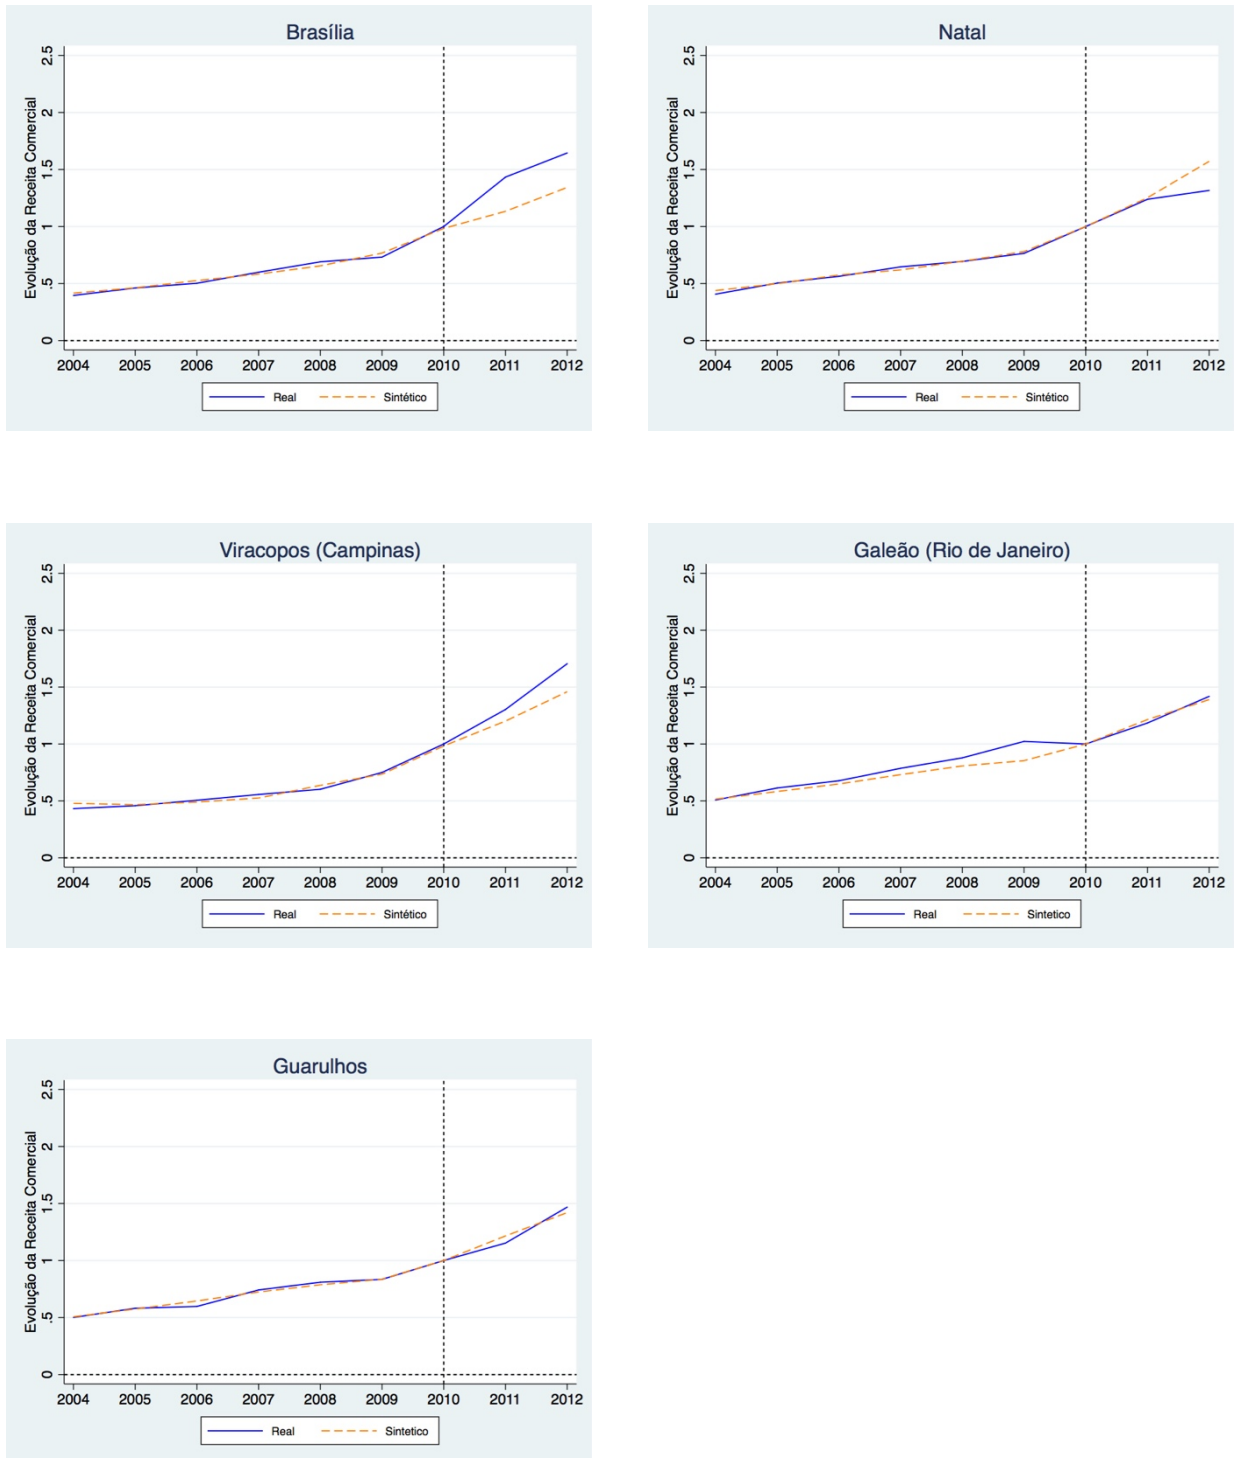 Brasília
Evolução da Receita Comercial
2.5
2
1.5
1
.5
0
2004 2005 2006 2007 2008 2009 2010 2011 2012
Real Sintético
Natal
Evolução da Receita Comercial
2.5
2
1.5
1
.5
0
2004 2005 2006 2007 2008 2009 2010 2011 2012
Real Sintético
Viracopos (Campinas)
Evolução da Receita Comercial
2.5
2
1.5
1
.5
0
2004 2005 2006 2007 2008 2009 2010 2011 2012
Real Sintético
Galeão (Rio de Janeiro)
Evolução da Receita Comercial
2.5
2
1.5
1
.5
0
2004 2005 2006 2007 2008 2009 2010 2011 2012
Real Sintetico
Guarulhos
Evolução da Receita Comercial
2.5
2
1.5
1
.5
0
2004 2005 2006 2007 2008 2009 2010 2011 2012
Real Sintetico